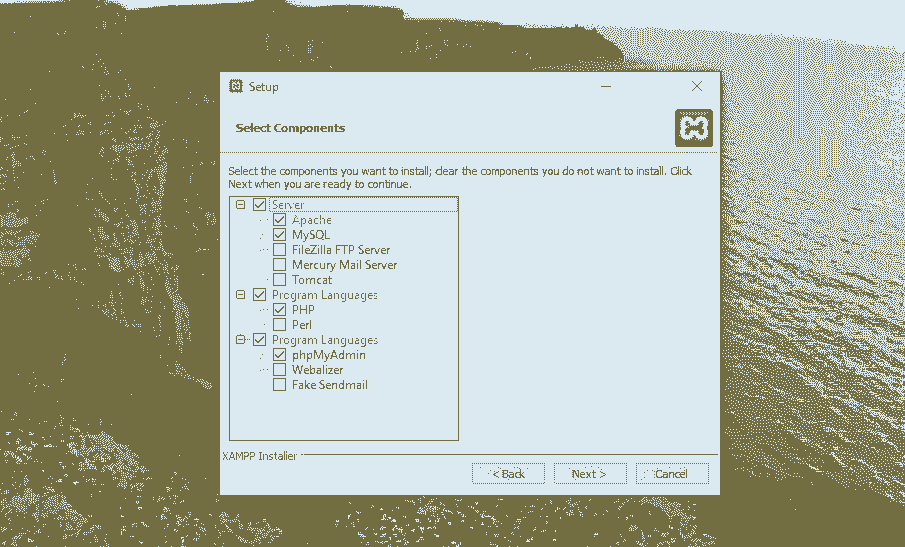 Setup
Select Components
Select the components you want to install; clear the components you do not want to install. Click
Next when you are ready to continue.
Server
Apache
MySQL
FileZilla FTP Server
Mercury Mail Server
Tomcat
Program Languages
PHP
Perl
Program Languages
phpMyAdmin
Webalizer
Fake Sendmail
XAMPP Installer
< Back
Next >
Cancel